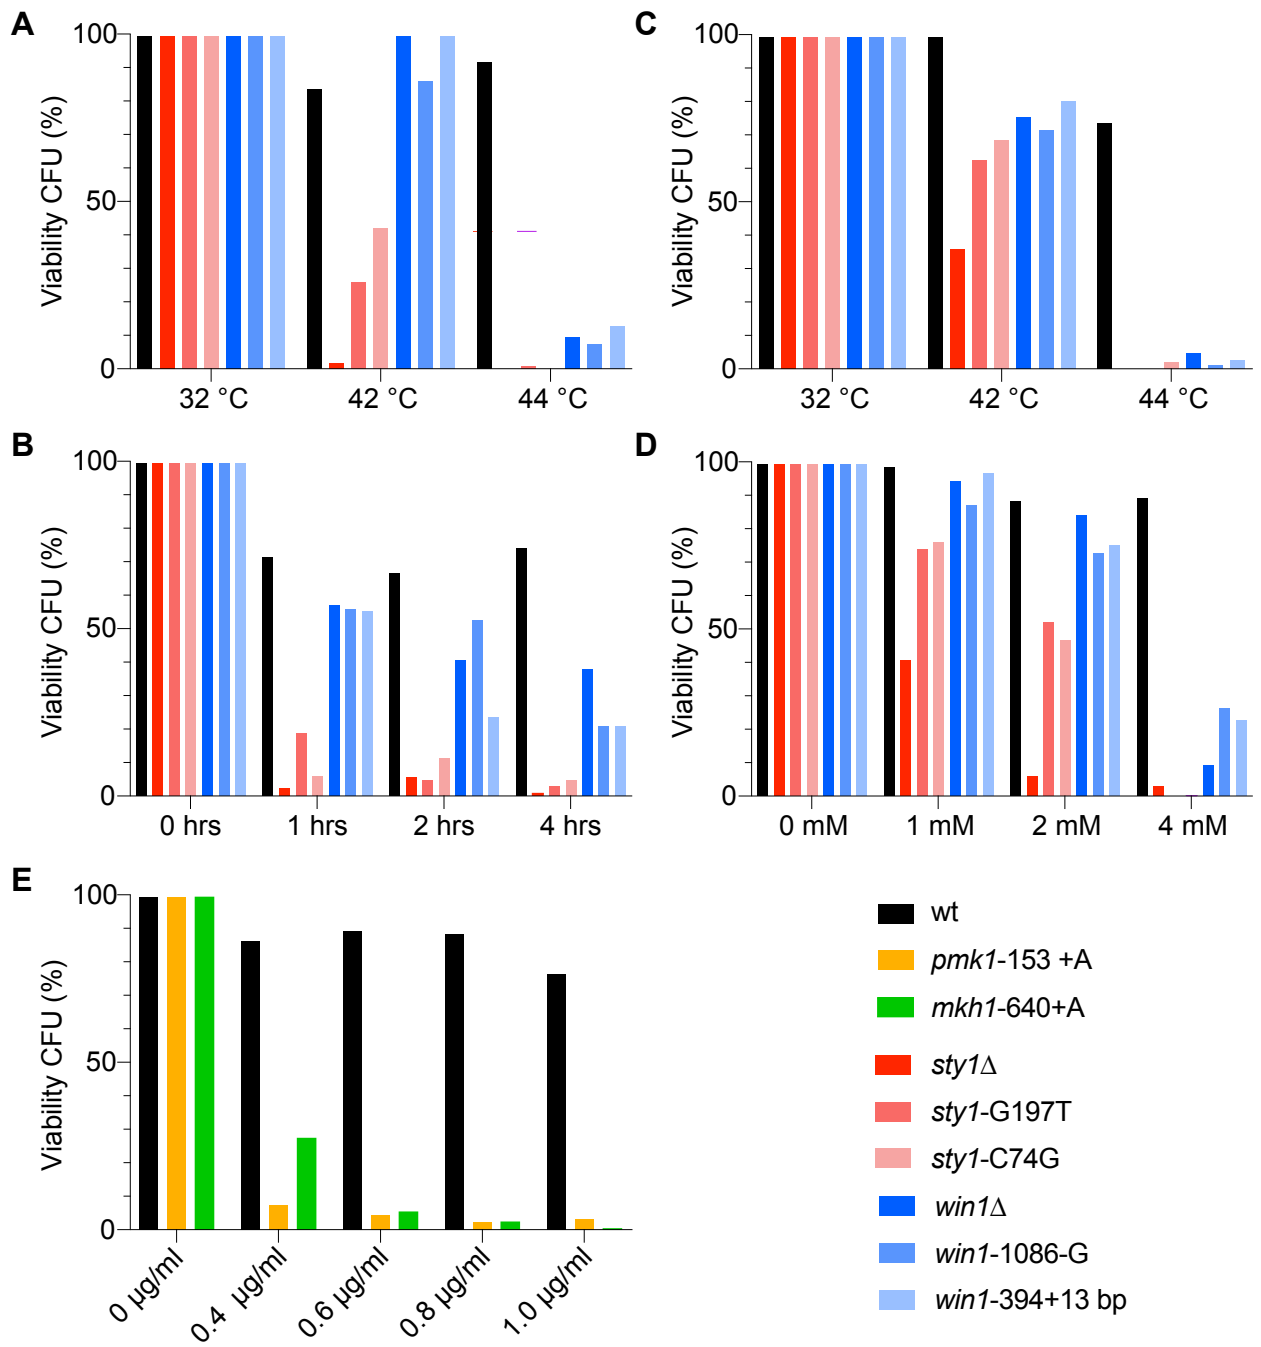 A
Viability CFU (%)
100
50
0
32 °C
42 °C
44 °C
C
Viability CFU (%)
100
50
0
32 °C
42 °C
44 °C
B
Viability CFU (%)
100
50
0
0 hrs
1 hrs
2 hrs
4 hrs
D
Viability CFU (%)
100
50
0
0 mM
1 mM
2 mM
4 mM
E
Viability CFU (%)
100
50
0
0 µg/ml
0.4 µg/ml
0.6 µg/ml
0.8 µg/ml
1.0 µg/ml
wt
pmk1-153 +A
mkh1-640+A
sty1Δ
sty1-G197T
sty1-C74G
win1Δ
win1-1086-G
win1-394+13 bp